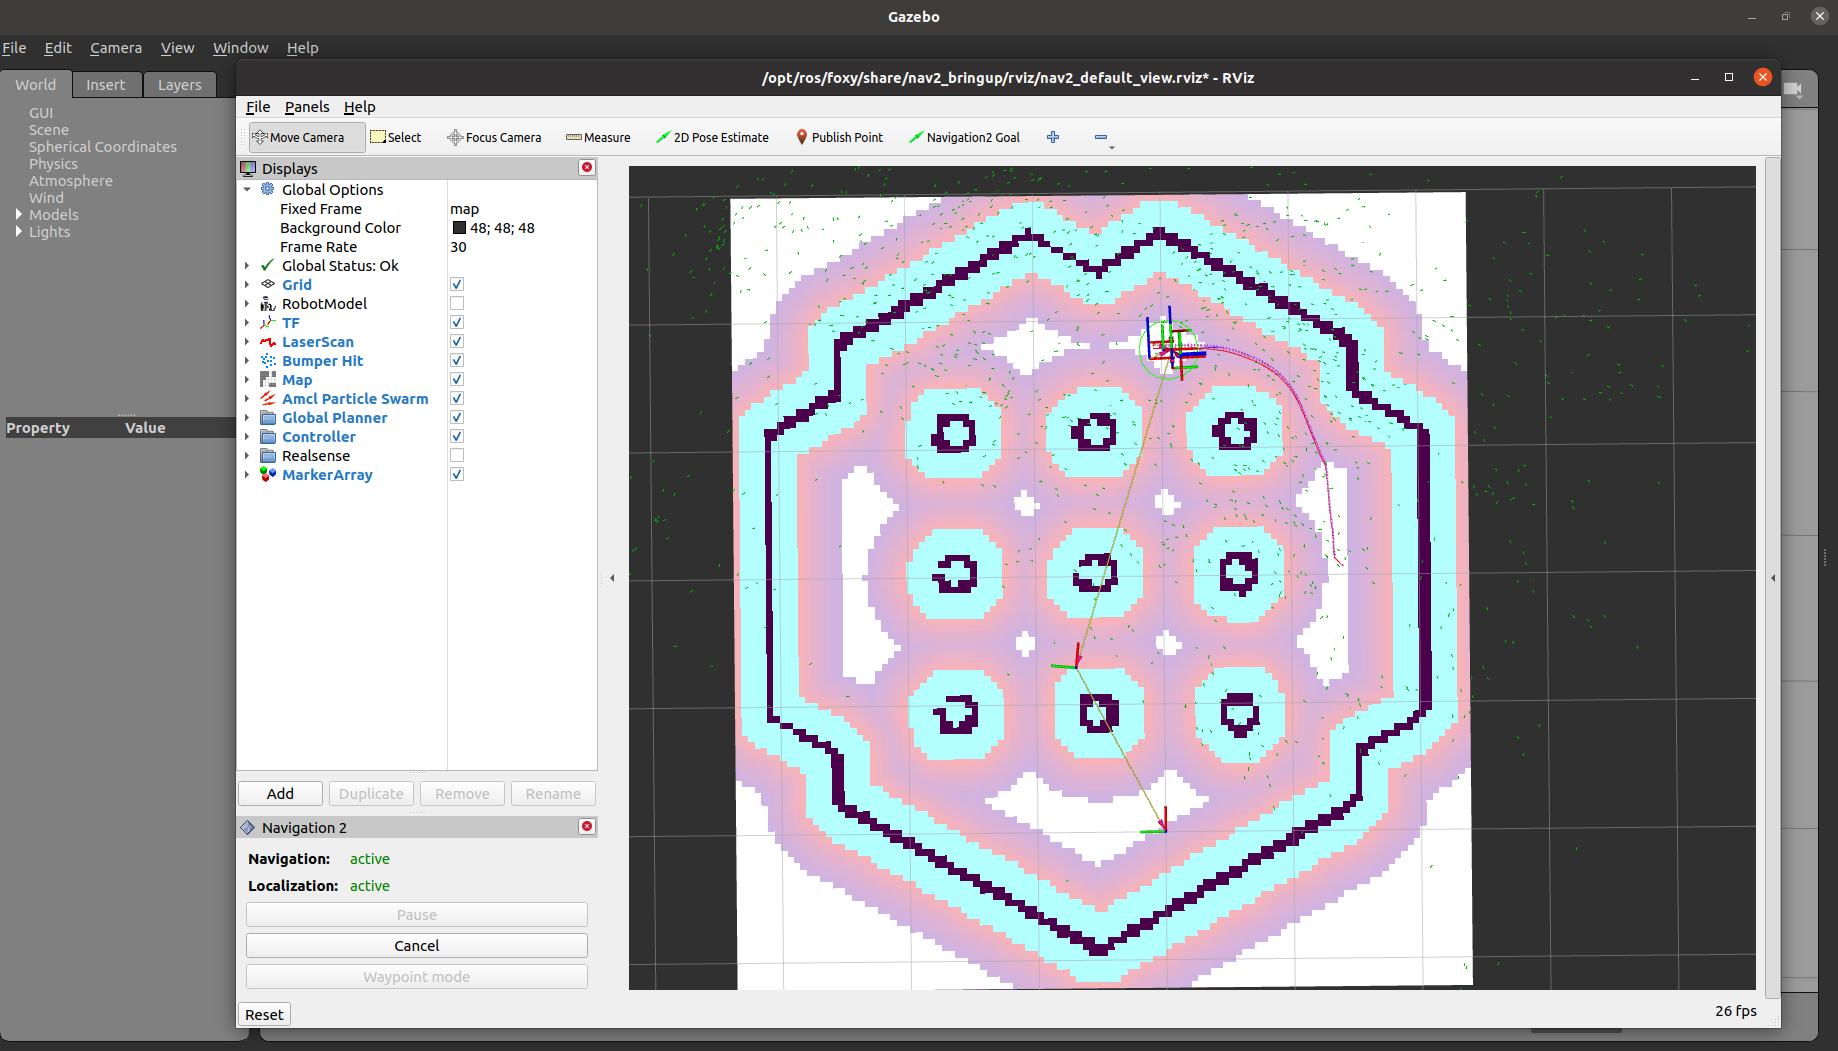 Gazebo
File Edit Camera View Window Help
World Insert Layers
GUI
Scene
Spherical Coordinates
Physics
Atmosphere
Wind
Models
Lights
Property Value
/opt/ros/foxy/share/nav2_bringup/rviz/nav2_default_view.rviz* - RViz
File Panels Help
Move Camera Select Focus Camera Measure 2D Pose Estimate Publish Point Navigation2 Goal
Displays
Global Options
Fixed Frame map
Background Color 48; 48; 48
Frame Rate 30
Global Status: Ok
Grid
RobotModel
TF
LaserScan
Bumper Hit
Map
Amcl Particle Swarm
Global Planner
Controller
Realsense
MarkerArray
Add Duplicate Remove Rename
Navigation 2
Navigation: active
Localization: active
Pause
Cancel
Waypoint mode
Reset
26 fps